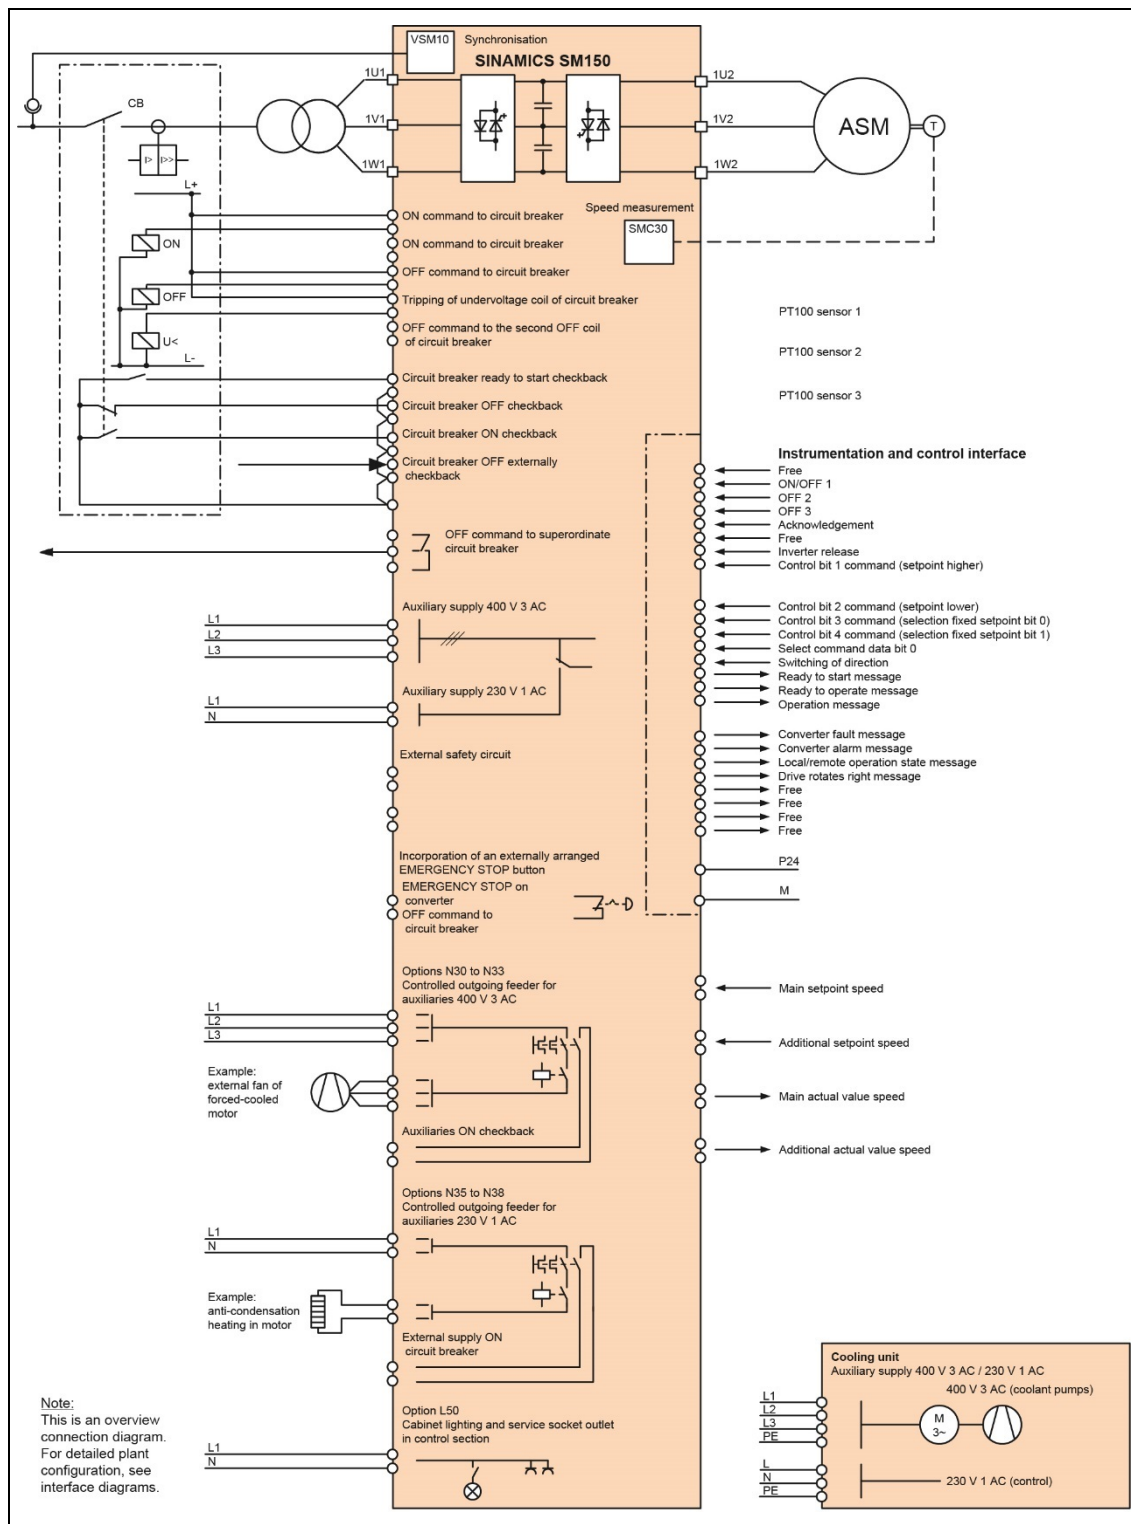 VSM10
Synchronisation
SINAMICS SM150
1U1
1U2
CB
1V1
1V2
ASM
T
I>
I>>
1W1
1W2
L+
ON command to circuit breaker
Speed measurement
SMC30
ON
ON command to circuit breaker
OFF command to circuit breaker
OFF
Tripping of undervoltage coil of circuit breaker
PT100 sensor 1
OFF command to the second OFF coil
of circuit breaker
U<
L-
PT100 sensor 2
Circuit breaker ready to start checkback
PT100 sensor 3
Circuit breaker OFF checkback
Circuit breaker ON checkback
Circuit breaker OFF externally
checkback
Instrumentation and control interface
Free
ON/OFF 1
OFF 2
OFF 3
Acknowledgement
Free
Inverter release
Control bit 1 command (setpoint higher)
OFF command to superordinate
circuit breaker
Auxiliary supply 400 V 3 AC
L1
L2
L3
Control bit 2 command (setpoint lower)
Control bit 3 command (selection fixed setpoint bit 0)
Control bit 4 command (selection fixed setpoint bit 1)
Select command data bit 0
Switching of direction
Ready to start message
Ready to operate message
Operation message
Auxiliary supply 230 V 1 AC
L1
N
Converter fault message
Converter alarm message
Local/remote operation state message
Drive rotates right message
Free
Free
Free
Free
External safety circuit
Incorporation of an externally arranged
EMERGENCY STOP button
EMERGENCY STOP on
converter
OFF command to
circuit breaker
P24
M
Options N30 to N33
Controlled outgoing feeder for
auxiliaries 400 V 3 AC
Main setpoint speed
L1
L2
L3
Additional setpoint speed
Example:
external fan of
forced-cooled
motor
Main actual value speed
Auxiliaries ON checkback
Additional actual value speed
Options N35 to N38
Controlled outgoing feeder for
auxiliaries 230 V 1 AC
L1
N
Example:
anti-condensation
heating in motor
External supply ON
circuit breaker
Cooling unit
Auxiliary supply 400 V 3 AC / 230 V 1 AC
400 V 3 AC (coolant pumps)
L1
L2
L3
PE
M
3~
L
N
PE
230 V 1 AC (control)
Note:
This is an overview
connection diagram.
For detailed plant
configuration, see
interface diagrams.
Option L50
Cabinet lighting and service socket outlet
in control section
L1
N